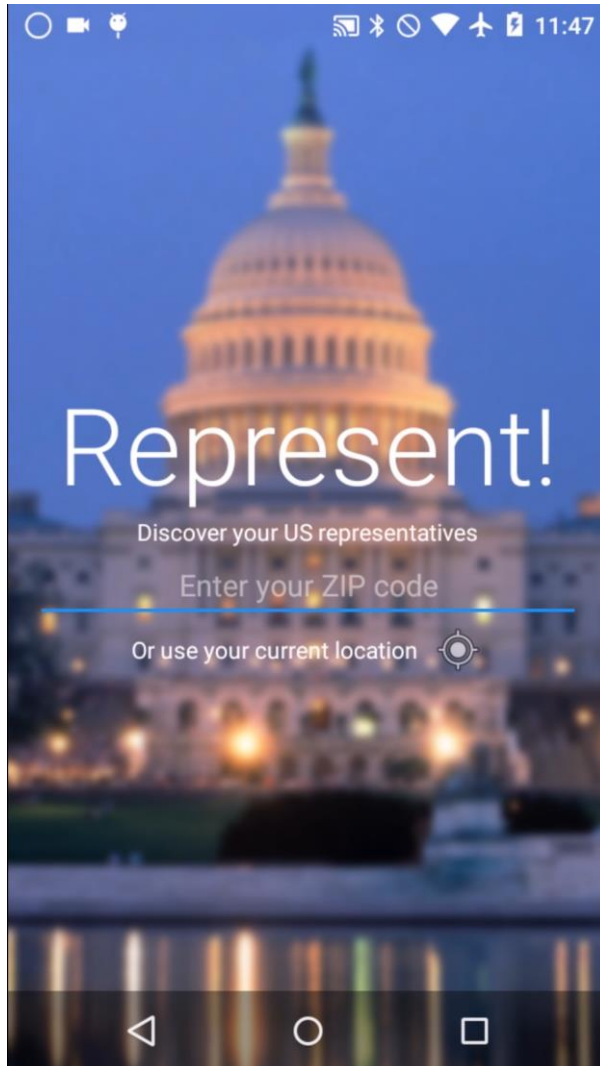 11:47
Represent!
Discover your US representatives
Enter your ZIP code
Or use your current location